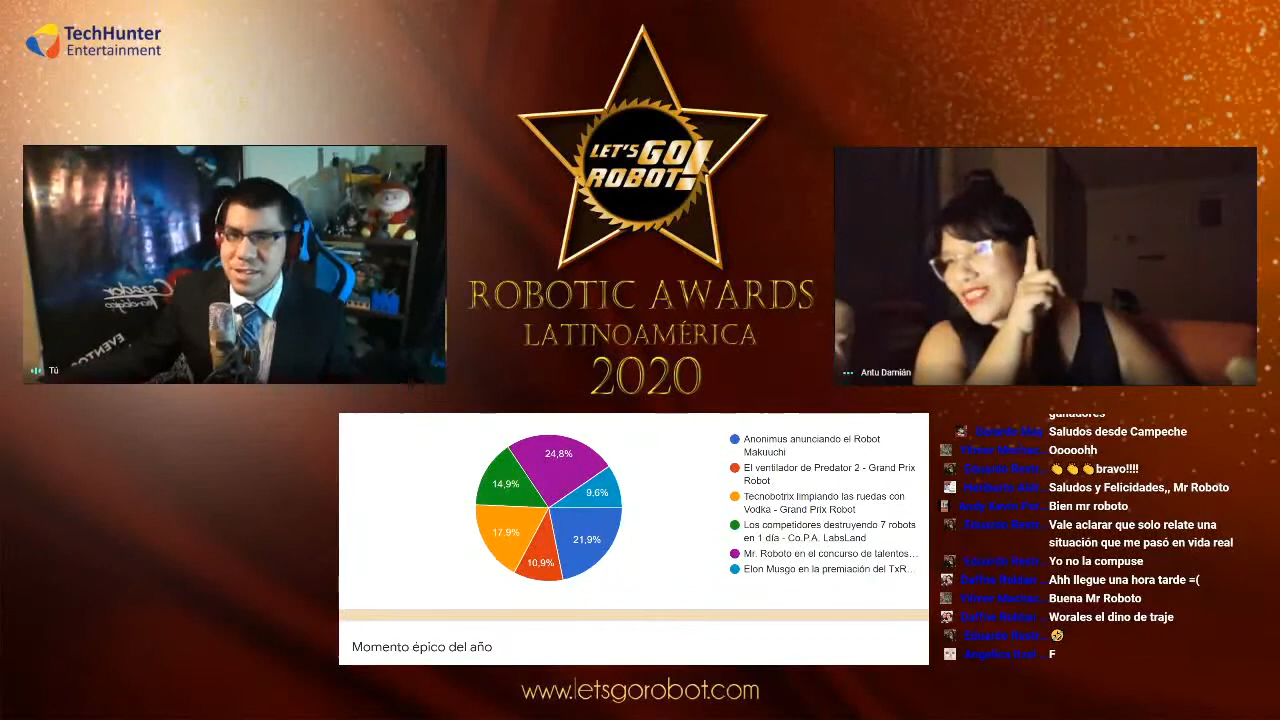 TechHunter
Entertainment
LET'S GO!
ROBOT!
ROBOTIC AWARDS
LATINOAMÉRICA
2020
EVENTOS
Tú
Antu Damián
24,8%
14,9%
9,6%
17,9%
21,9%
10,9%
Anonimus anunciando el Robot
Makuuchi
El ventilador de Predator 2 - Grand Prix
Robot
Tecnobotrix limpiando las ruedas con
Vodka - Grand Prix Robot
Los competidores destruyendo 7 robots
en 1 día - Co.P.A. LabsLand
Mr. Roboto en el concurso de talentos…
Elon Musgo en la premiación del TxR…
Momento épico del año
ganadores
Saludos desde Campeche
Ooooohh
👏👏👏bravo!!!!
Saludos y Felicidades,, Mr Roboto
Bien mr roboto
Vale aclarar que solo relate una
situación que me pasó en vida real
Yo no la compuse
Ahh llegue una hora tarde =(
Buena Mr Roboto
Worales el dino de traje
🤣
F
www.letsgorobot.com